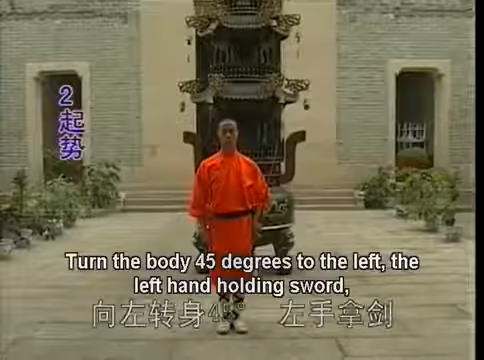 2起势
Turn the body 45 degrees to the left, the
left hand holding sword,
向左转身45° 左手拿剑